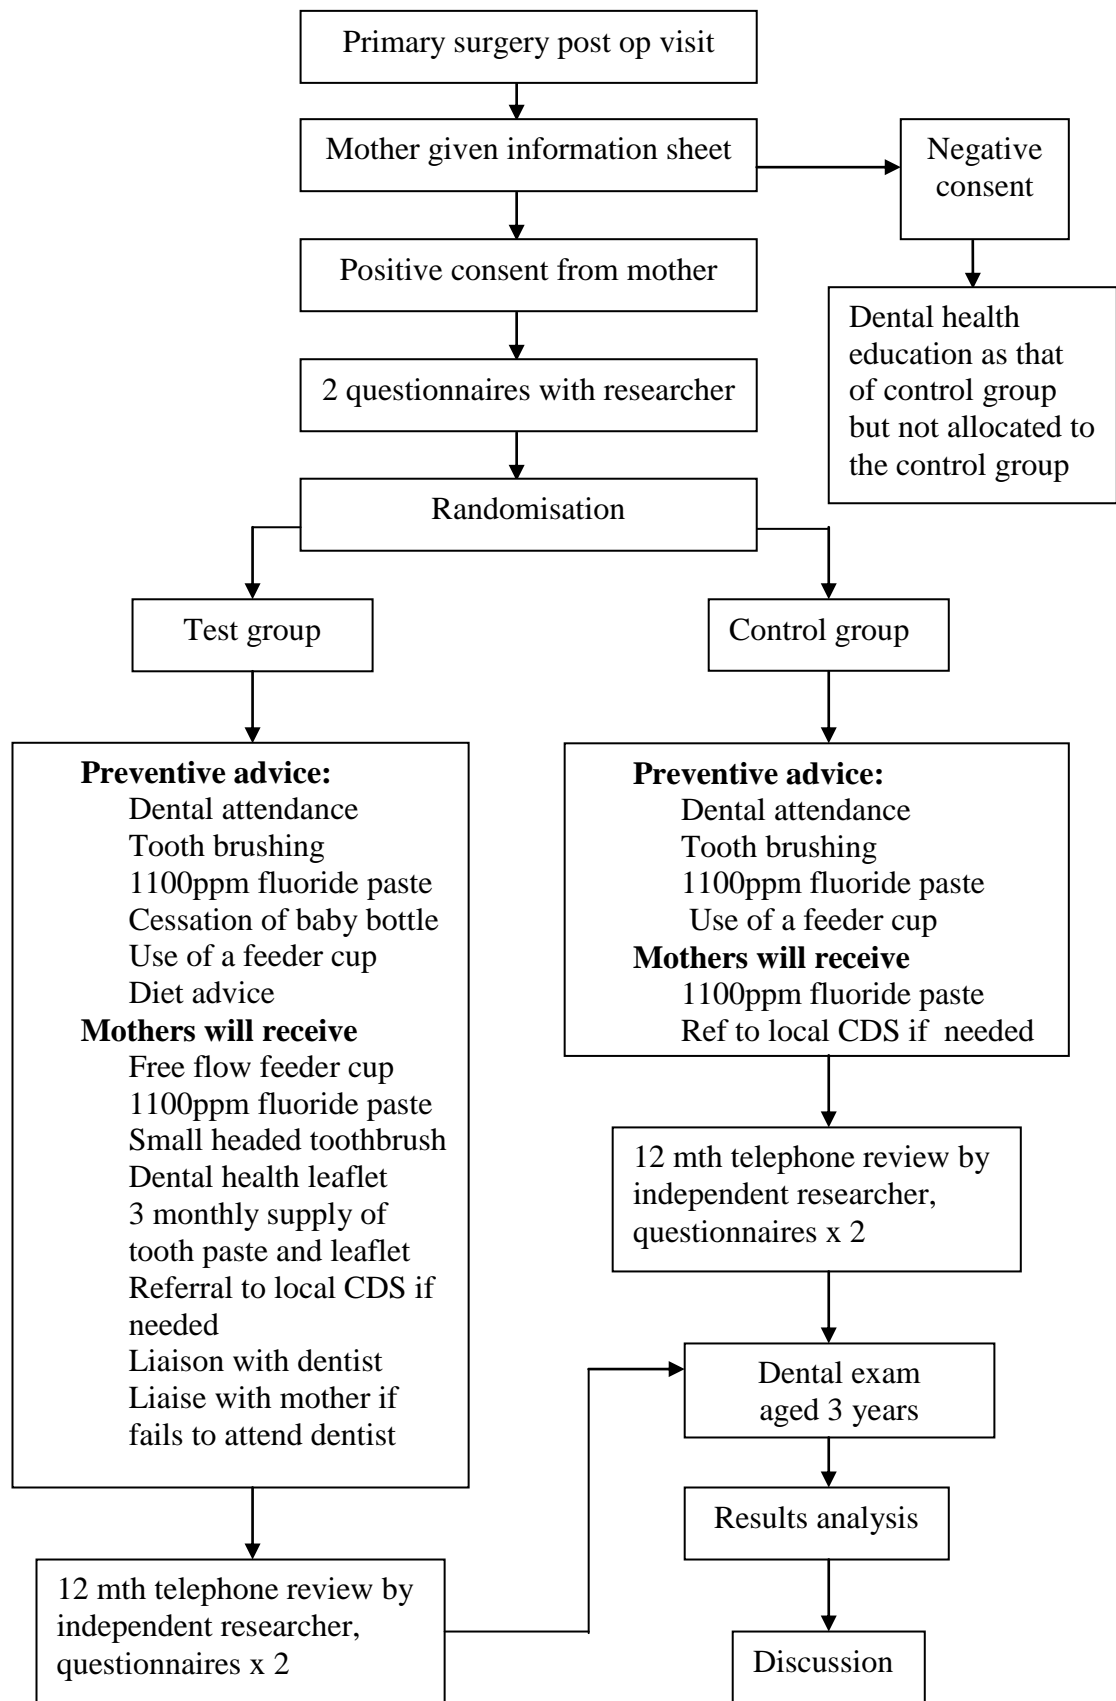 Primary surgery post op visit
Mother given information sheet
Negative
consent
Positive consent from mother
Dental health
education as that
of control group
but not allocated to
the control group
2 questionnaires with researcher
Randomisation
Test group
Control group
Preventive advice:
Dental attendance
Tooth brushing
1100ppm fluoride paste
Cessation of baby bottle
Use of a feeder cup
Diet advice
Mothers will receive
Free flow feeder cup
1100ppm fluoride paste
Small headed toothbrush
Dental health leaflet
3 monthly supply of
tooth paste and leaflet
Referral to local CDS if
needed
Liaison with dentist
Liaise with mother if
fails to attend dentist
Preventive advice:
Dental attendance
Tooth brushing
1100ppm fluoride paste
Use of a feeder cup
Mothers will receive
1100ppm fluoride paste
Ref to local CDS if  needed
12 mth telephone review by
independent researcher,
questionnaires x 2
12 mth telephone review by
independent researcher,
questionnaires x 2
Dental exam
aged 3 years
Results analysis
Discussion